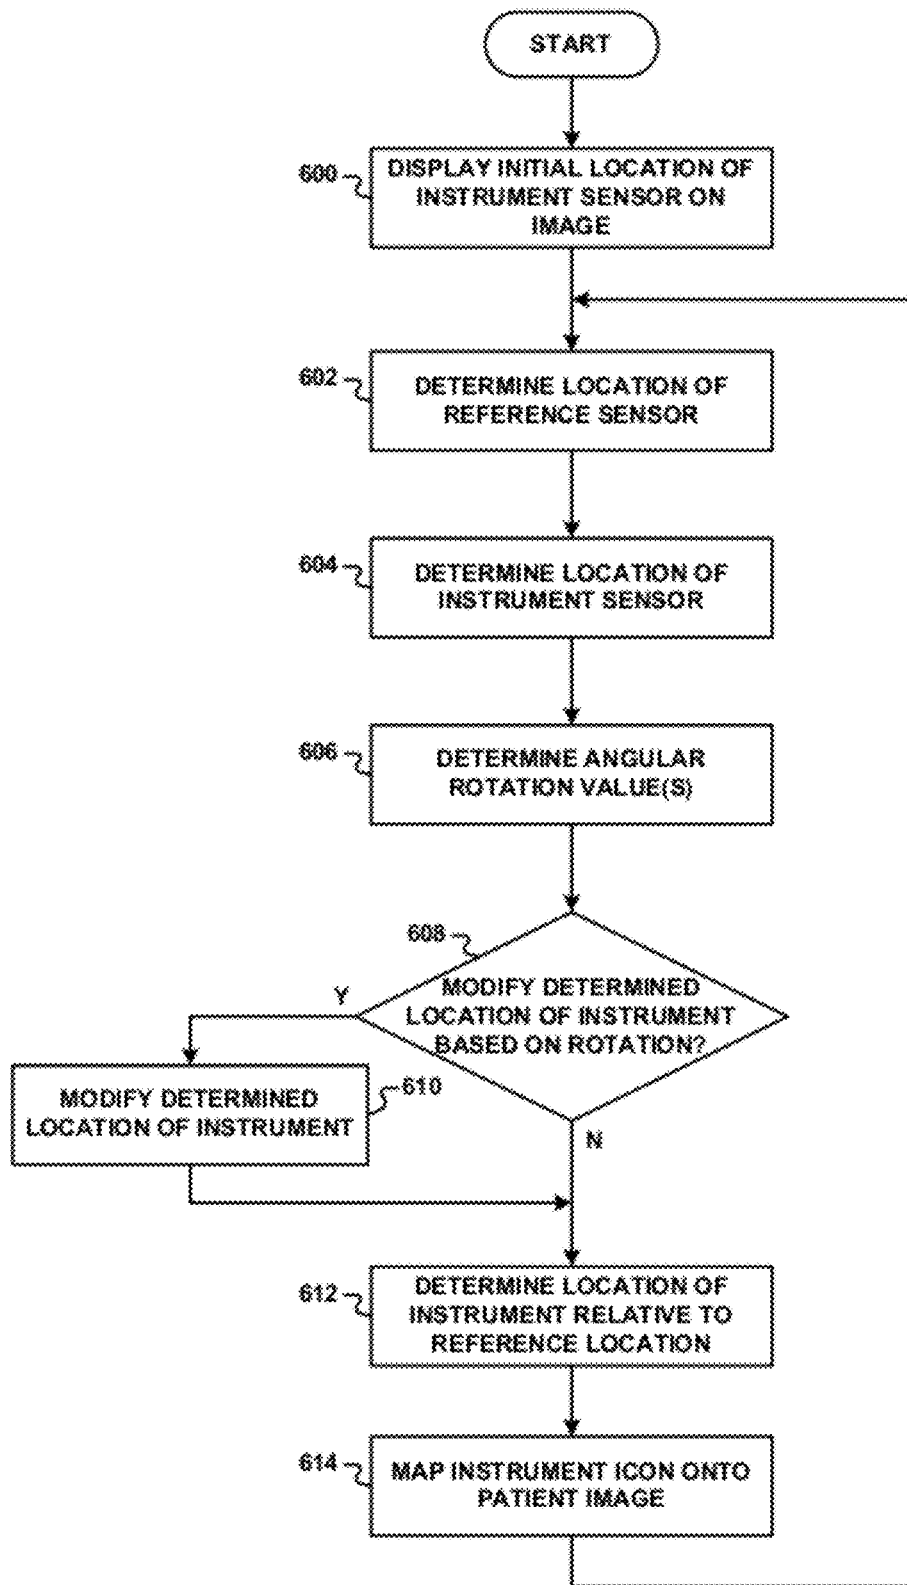 START
600
DISPLAY INITIAL LOCATION OF
INSTRUMENT SENSOR ON
IMAGE
602
DETERMINE LOCATION OF
REFERENCE SENSOR
604
DETERMINE LOCATION OF
INSTRUMENT SENSOR
606
DETERMINE ANGULAR
ROTATION VALUE(S)
608
MODIFY DETERMINED
LOCATION OF INSTRUMENT
BASED ON ROTATION?
Y
610
MODIFY DETERMINED
LOCATION OF INSTRUMENT
N
612
DETERMINE LOCATION OF
INSTRUMENT RELATIVE TO
REFERENCE LOCATION
614
MAP INSTRUMENT ICON ONTO
PATIENT IMAGE